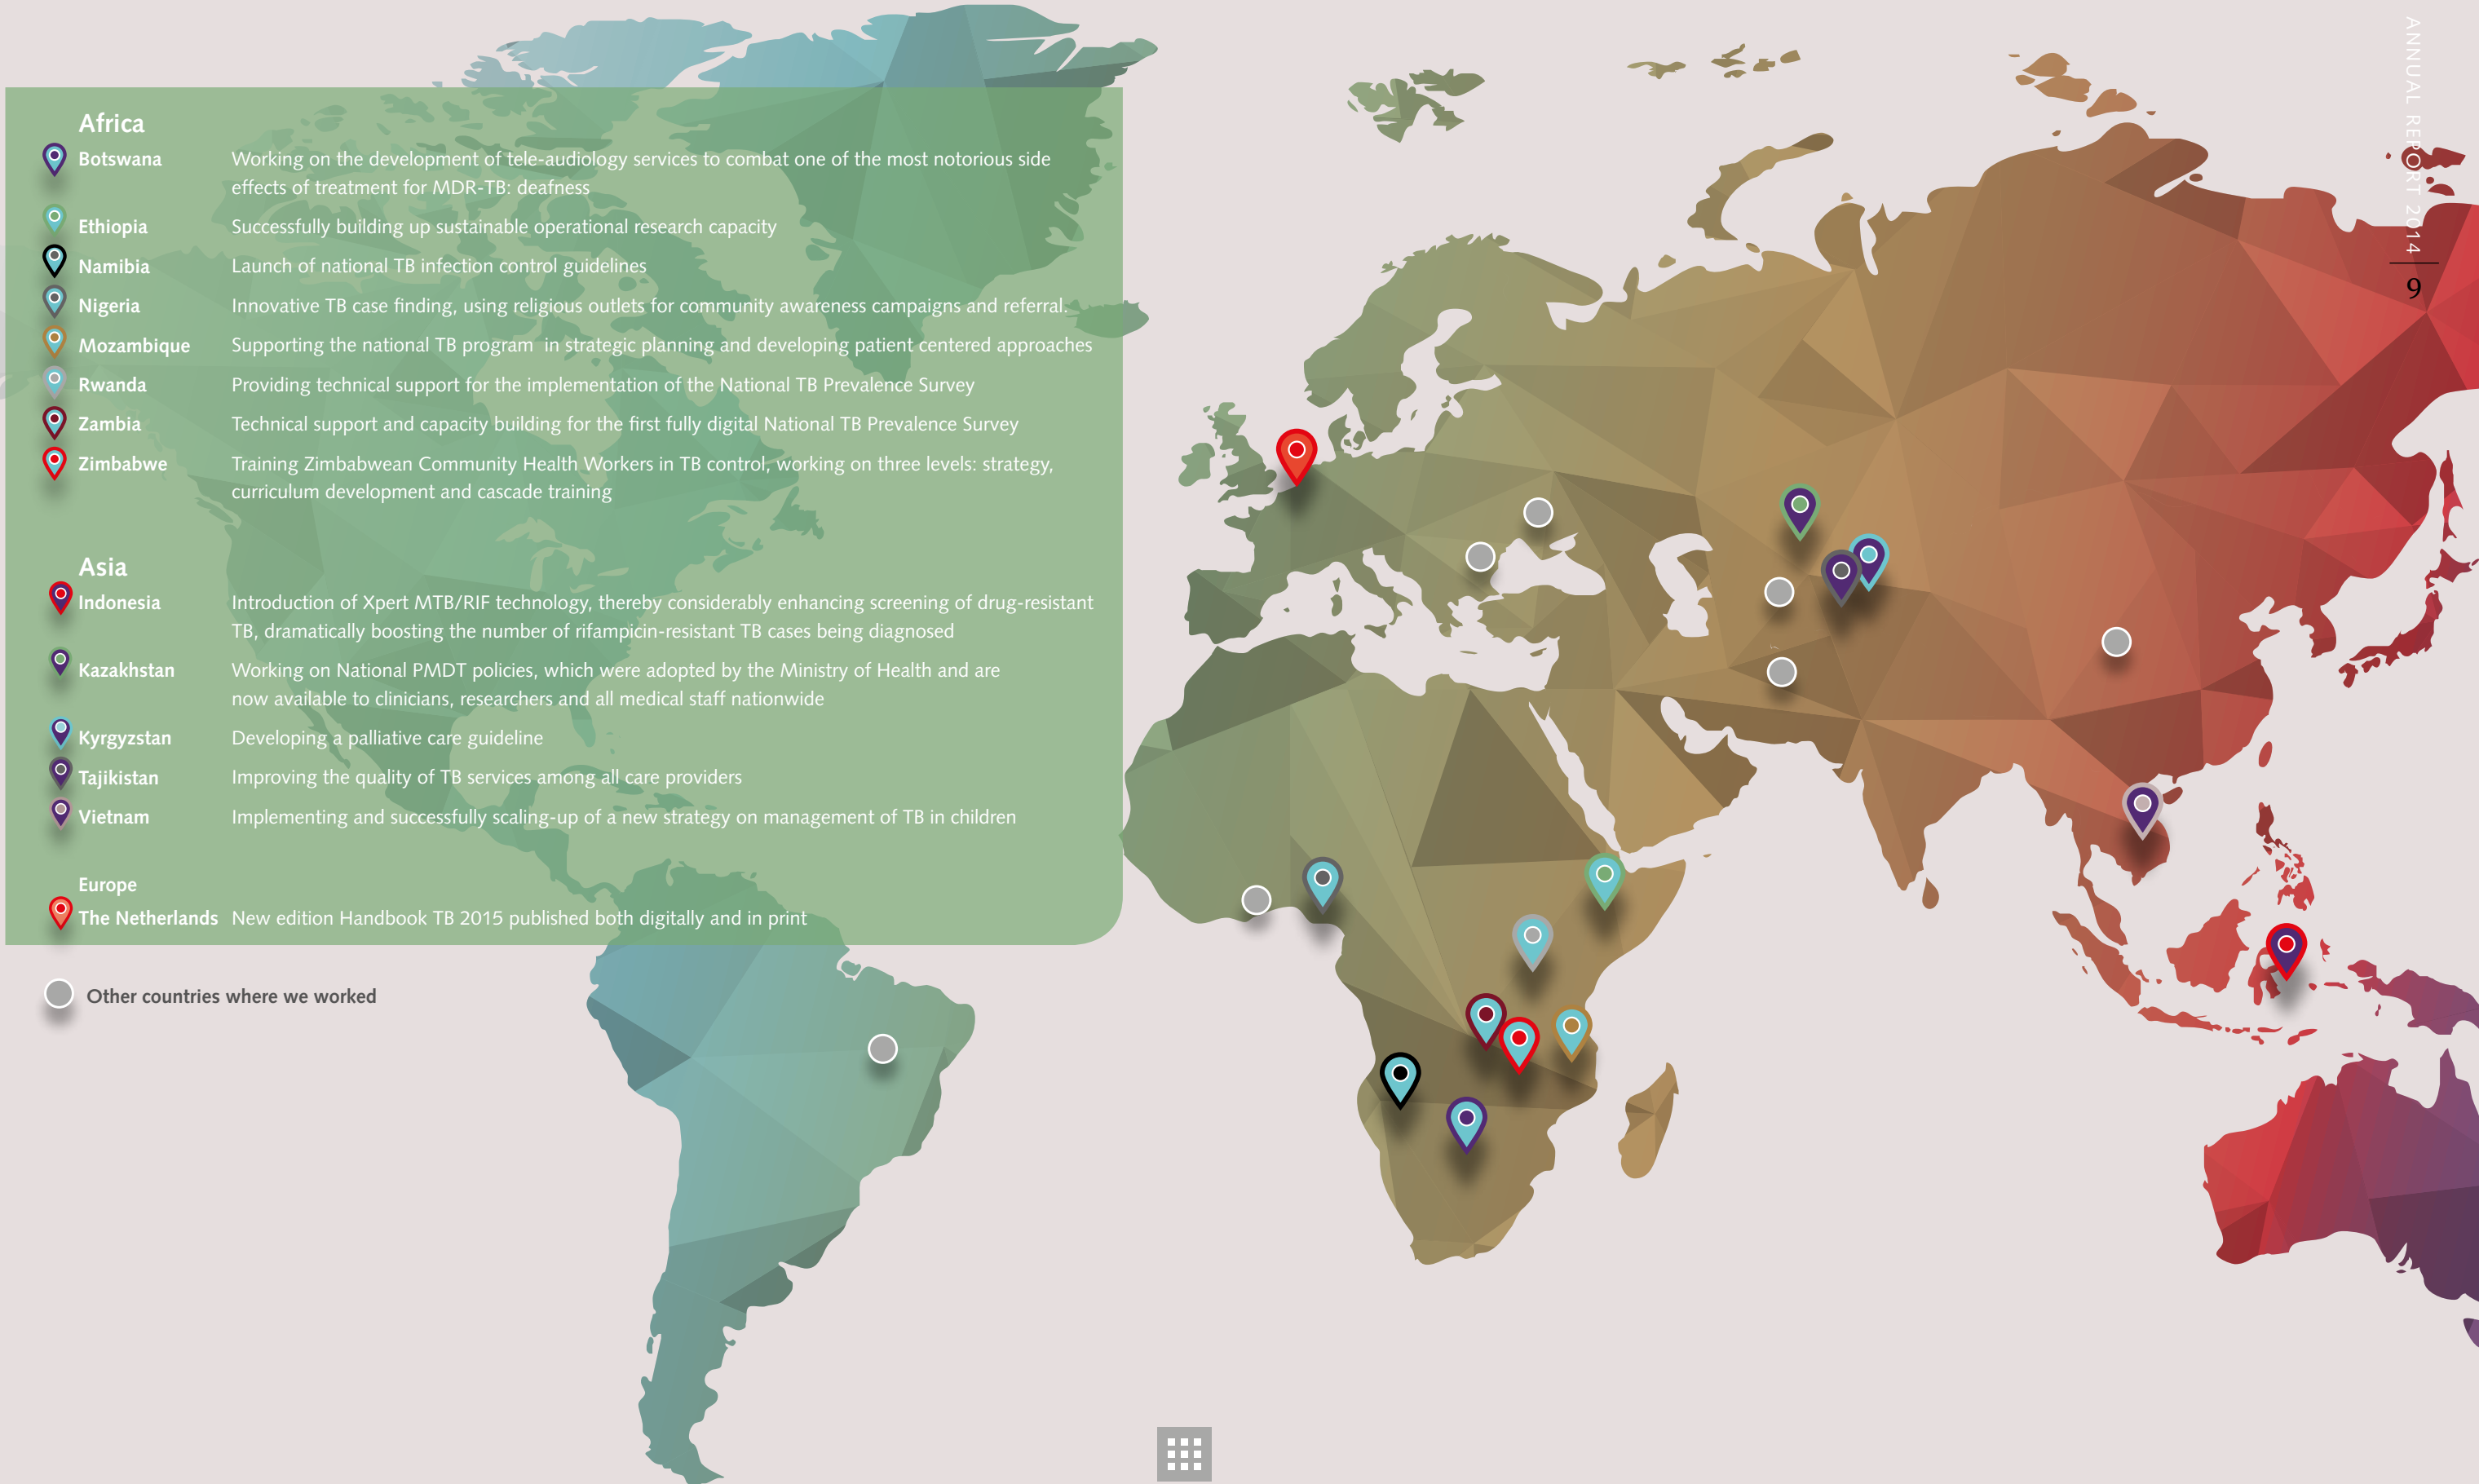 Africa
Botswana Working on the development of tele-audiology services to combat one of the most notorious side
effects of treatment for MDR-TB: deafness
Ethiopia Successfully building up sustainable operational research capacity
Namibia Launch of national TB infection control guidelines
Nigeria Innovative TB case finding, using religious outlets for community awareness campaigns and referral.
Mozambique Supporting the national TB program in strategic planning and developing patient centered approaches
Rwanda Providing technical support for the implementation of the National TB Prevalence Survey
Zambia Technical support and capacity building for the first fully digital National TB Prevalence Survey
Zimbabwe Training Zimbabwean Community Health Workers in TB control, working on three levels: strategy,
curriculum development and cascade training
Asia
Indonesia Introduction of Xpert MTB/RIF technology, thereby considerably enhancing screening of drug-resistant
TB, dramatically boosting the number of rifampicin-resistant TB cases being diagnosed
Kazakhstan Working on National PMDT policies, which were adopted by the Ministry of Health and are
now available to clinicians, researchers and all medical staff nationwide
Kyrgyzstan Developing a palliative care guideline
Tajikistan Improving the quality of TB services among all care providers
Vietnam Implementing and successfully scaling-up of a new strategy on management of TB in children
Europe
The Netherlands New edition Handbook TB 2015 published both digitally and in print
Other countries where we worked
ANNUAL REPORT 2014
9